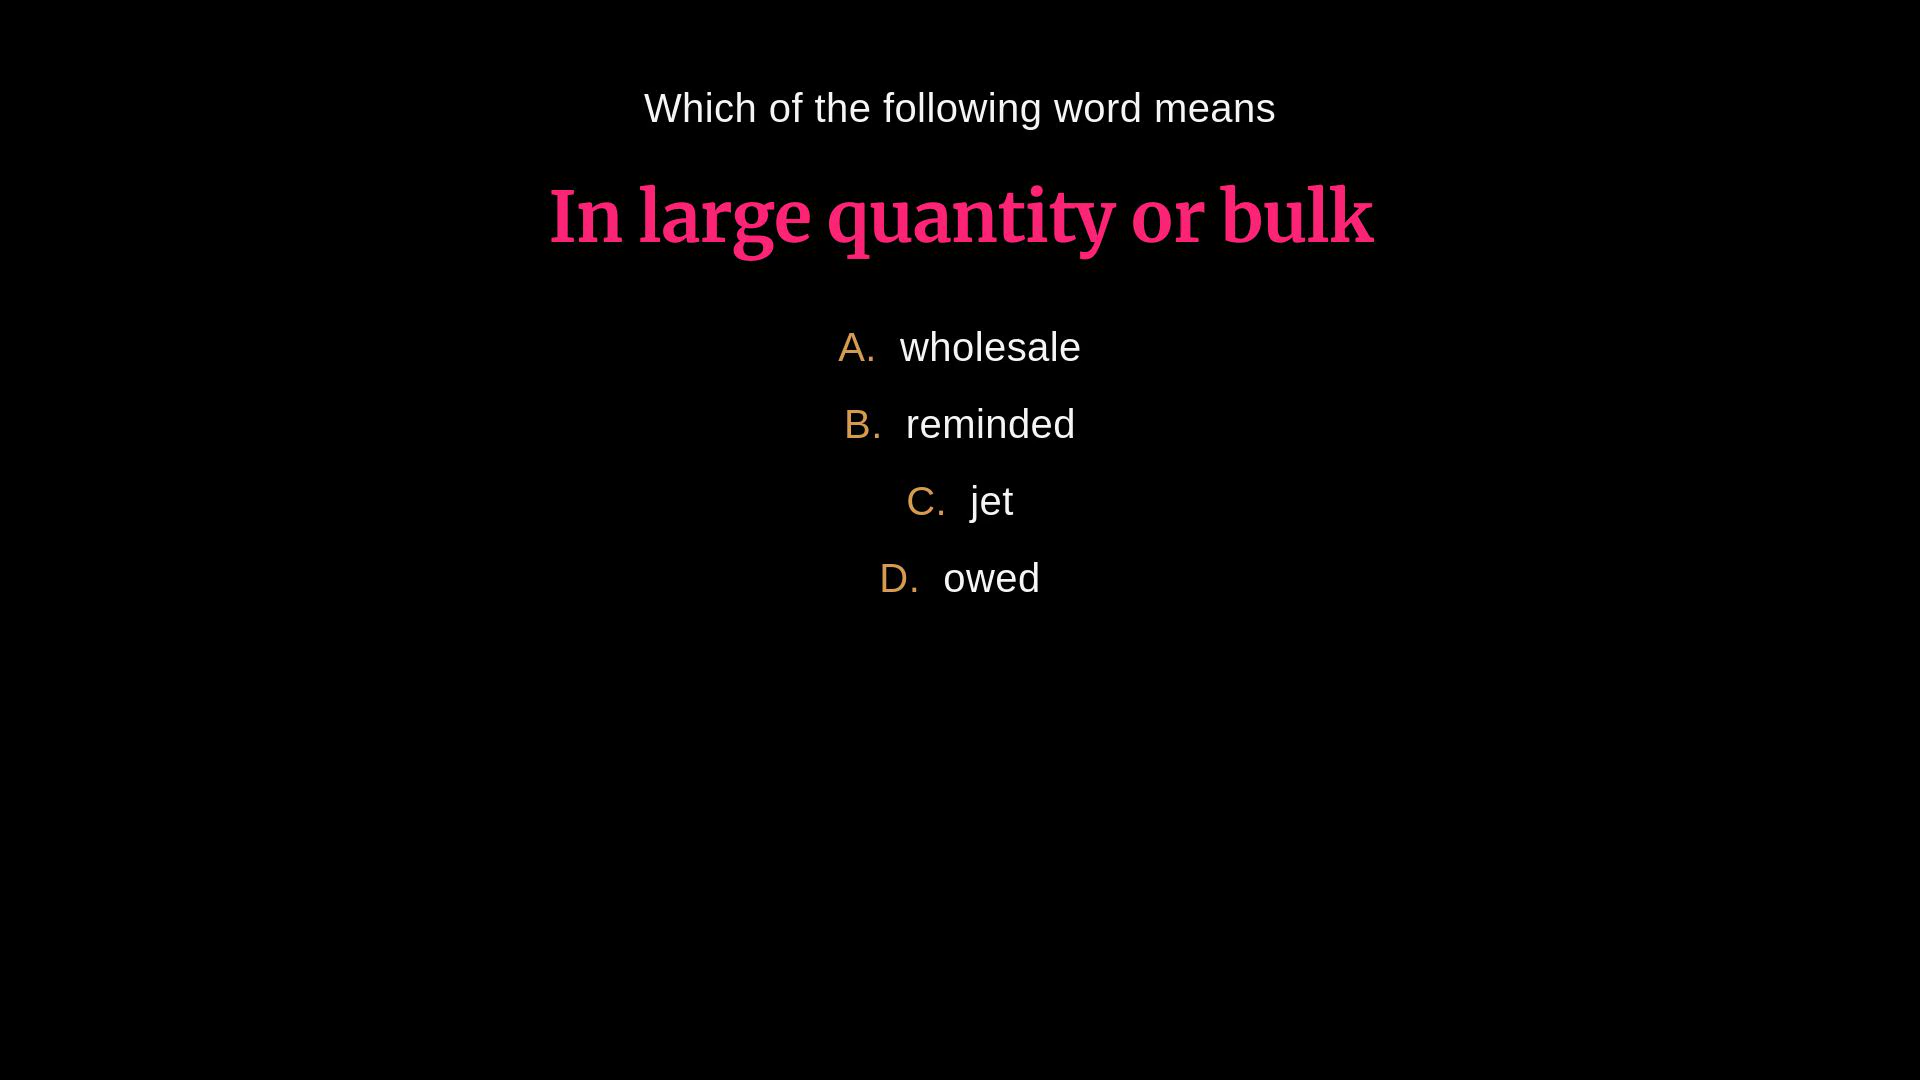 Which of the following word means
In large quantity or bulk
A. wholesale
B. reminded
C. jet
D. owed